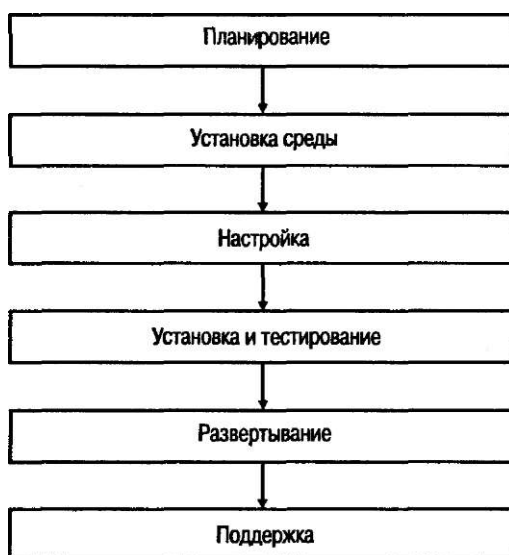 Планирование
Установка среды
Настройка
Установка и тестирование
Развертывание
Поддержка